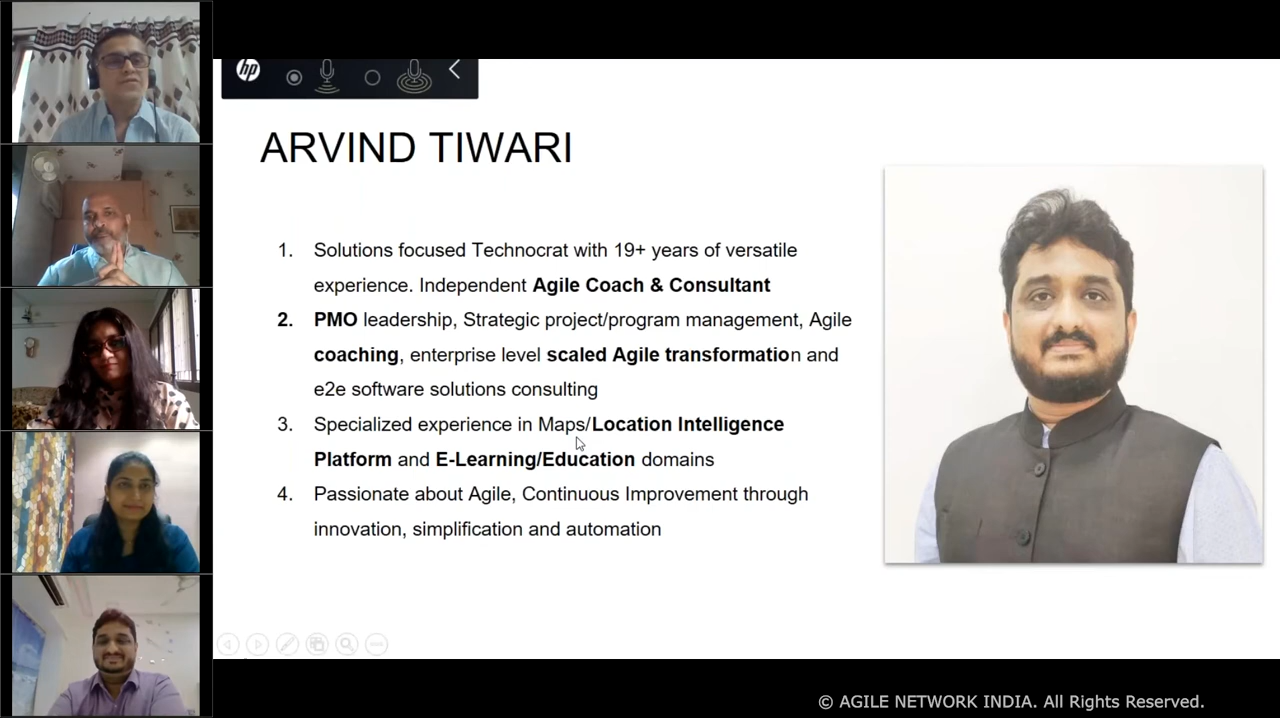 hp
ARVIND TIWARI
1. Solutions focused Technocrat with 19+ years of versatile
experience. Independent Agile Coach & Consultant
2. PMO leadership, Strategic project/program management, Agile
coaching, enterprise level scaled Agile transformation and
e2e software solutions consulting
3. Specialized experience in Maps/Location Intelligence
Platform and E-Learning/Education domains
4. Passionate about Agile, Continuous Improvement through
innovation, simplification and automation
© AGILE NETWORK INDIA. All Rights Reserved.